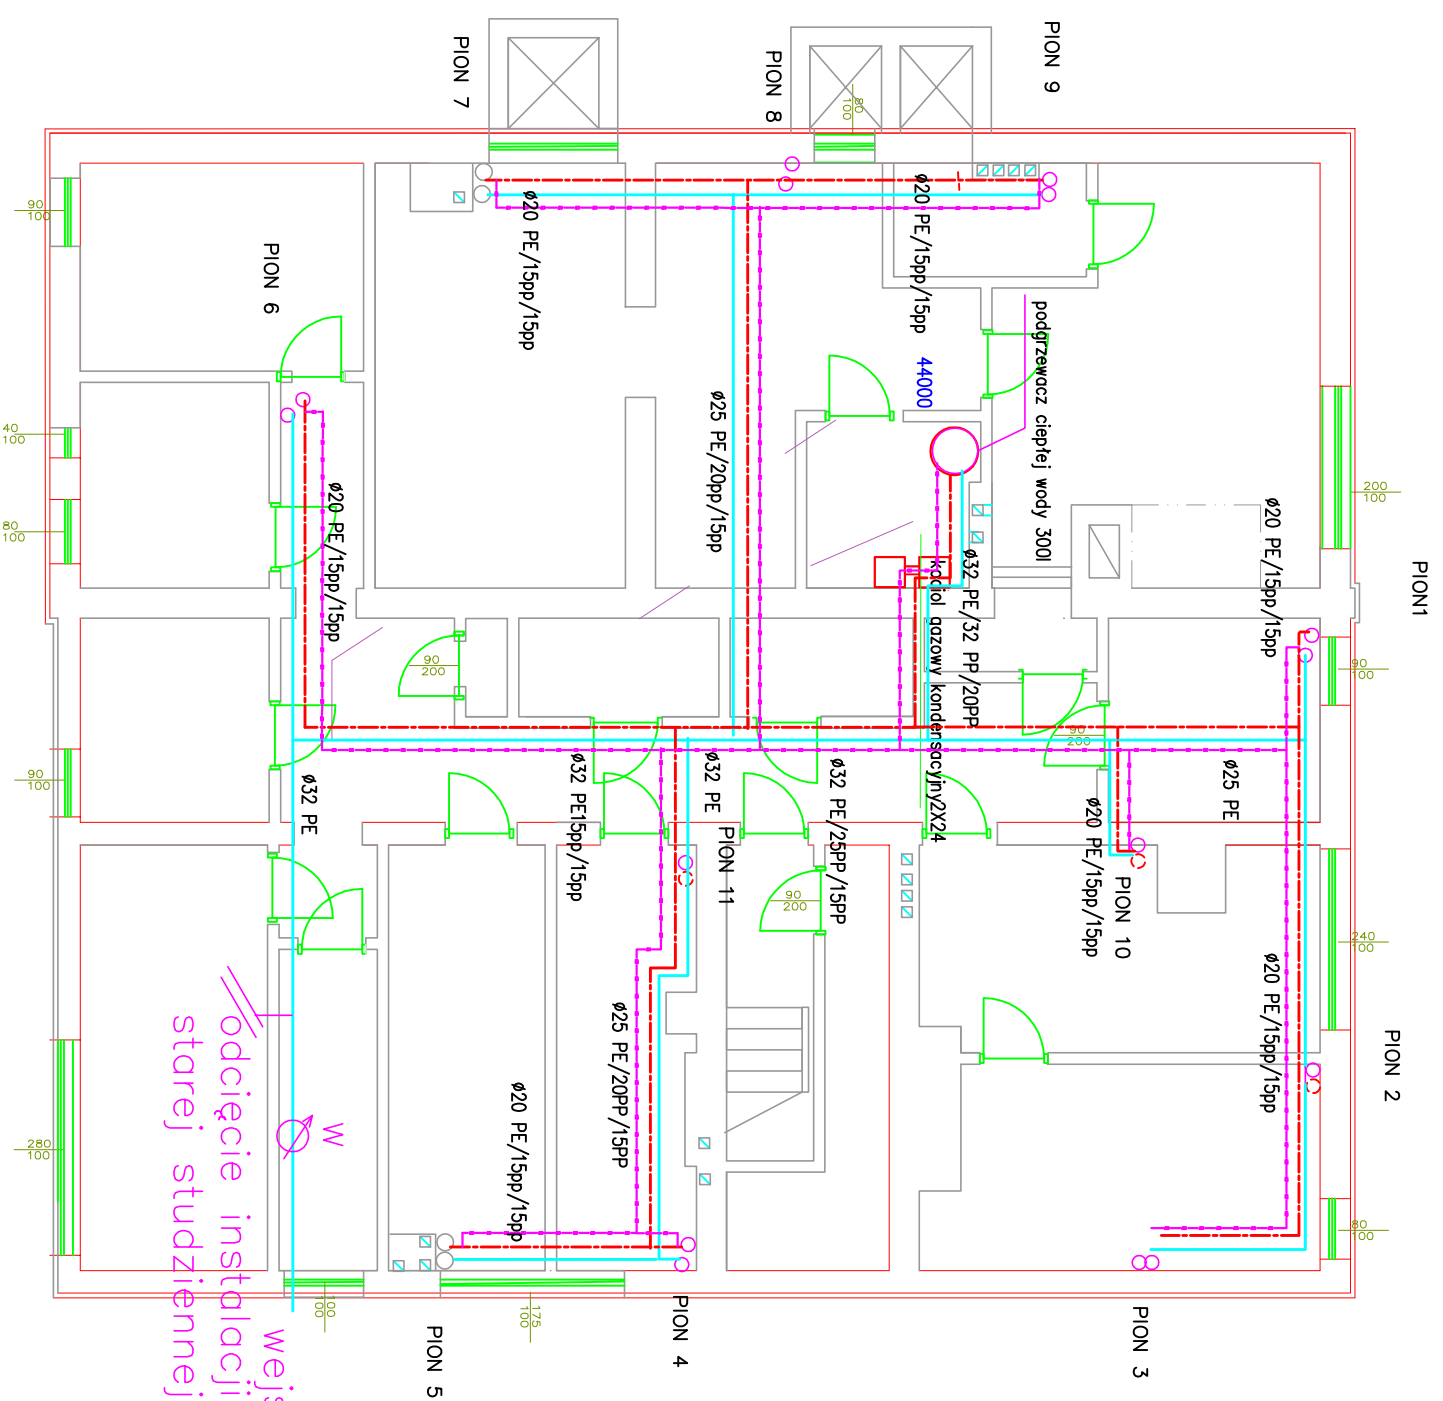 PION 7
PION 8
PION 9
80
100
90
100
PION 6
ø20 PE/15pp/15pp
ø20 PE/15pp/15pp
44000
podgrzewacz ciepłej wody 300l
40
100
80
100
ø20 PE/15pp/15pp
ø25 PE/20pp/15pp
ø32 PE/32 PP/20PP
ø20 PE/15pp/15pp
200
100
PION1
90
200
kocioł gazowy kondensacyjny2X24
90
200
90
100
90
100
ø32 PE
ø32 PE15pp/15pp
ø32 PE
ø32 PE/25PP/15PP
ø20 PE/15pp/15pp
ø25 PE
PION 11
90
200
PION 10
240
100
ø20 PE/15pp/15pp
ø25 PE/20PP/15PP
PION 2
odcięcie instalacji
starej studziennej
W
ø20 PE/15pp/15pp
280
100
80
100
100
100
175
100
PION 5
PION 4
PION 3